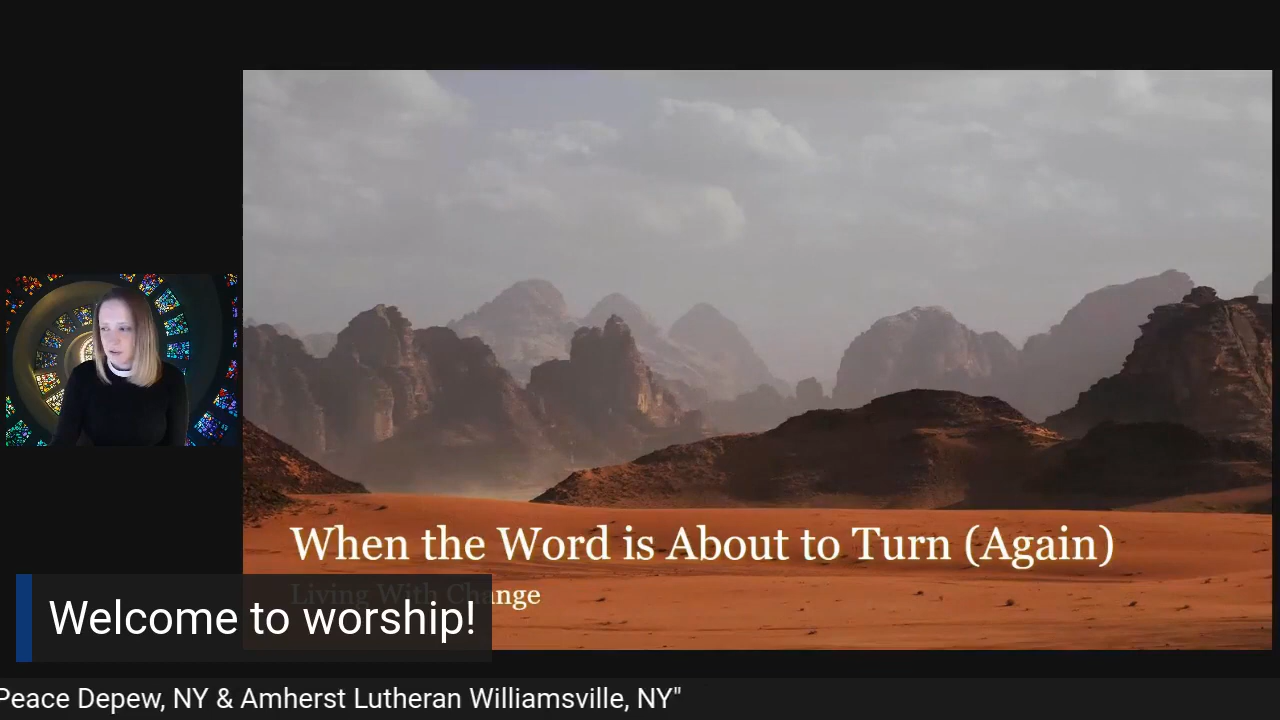 When the Word is About to Turn (Again)
Living With Change
Welcome to worship!
Peace Depew, NY & Amherst Lutheran Williamsville, NY"